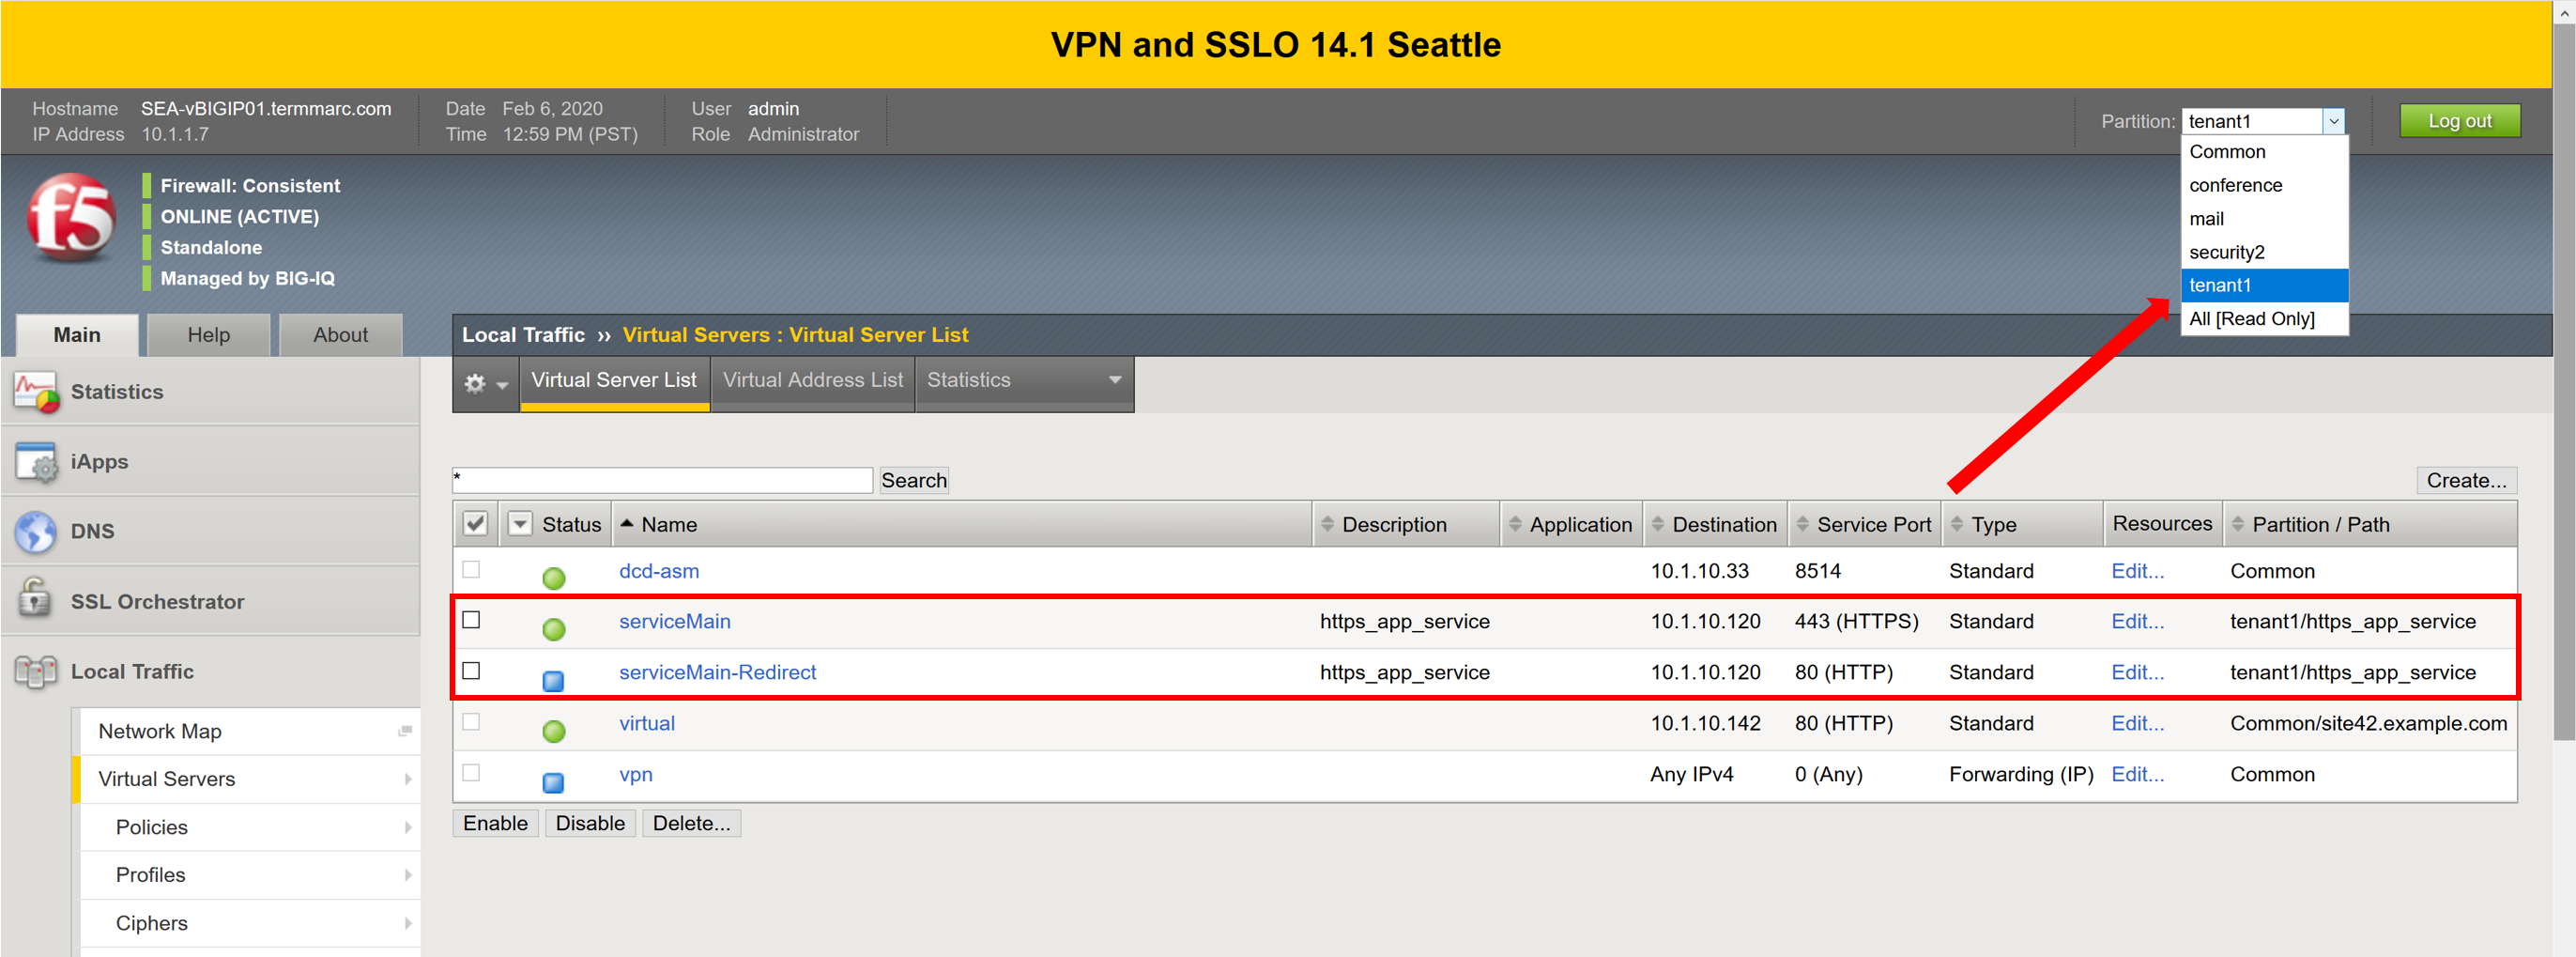 VPN and SSLO 14.1 Seattle
Hostname SEA-vBIGIP01.termmarc.com Date Feb 6, 2020 User admin Partition: tenant1 Log out
IP Address 10.1.1.7 Time 12:59 PM (PST) Role Administrator
Common
conference
mail
security2
tenant1
All [Read Only]
f5
Firewall: Consistent
ONLINE (ACTIVE)
Standalone
Managed by BIG-IQ
Main Help About
Local Traffic ›› Virtual Servers : Virtual Server List
Virtual Server List Virtual Address List Statistics
Statistics
iApps
DNS
SSL Orchestrator
Local Traffic
Network Map
Virtual Servers
Policies
Profiles
Ciphers
* Search Create...
Status Name Description Application Destination Service Port Type Resources Partition / Path
dcd-asm 10.1.10.33 8514 Standard Edit... Common
serviceMain https_app_service 10.1.10.120 443 (HTTPS) Standard Edit... tenant1/https_app_service
serviceMain-Redirect https_app_service 10.1.10.120 80 (HTTP) Standard Edit... tenant1/https_app_service
virtual 10.1.10.142 80 (HTTP) Standard Edit... Common/site42.example.com
vpn Any IPv4 0 (Any) Forwarding (IP) Edit... Common
Enable Disable Delete...